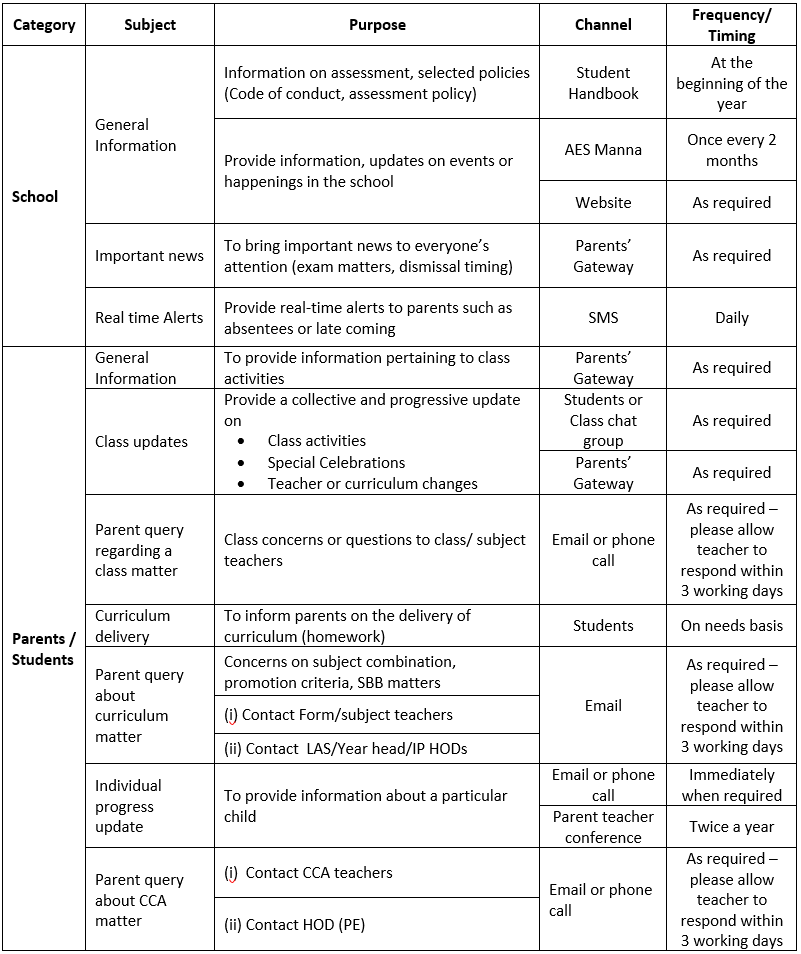 Category
Subject
Purpose
Channel
Frequency/
Timing
School
General
Information
Information on assessment, selected policies
(Code of conduct, assessment policy)
Student
Handbook
At the
beginning of the
year
Provide information, updates on events or
happenings in the school
AES Manna
Once every 2
months
Website
As required
Important news
To bring important news to everyone’s
attention (exam matters, dismissal timing)
Parents’
Gateway
As required
Real time Alerts
Provide real-time alerts to parents such as
absentees or late coming
SMS
Daily
Parents /
Students
General
Information
To provide information pertaining to class
activities
Parents’
Gateway
As required
Class updates
Provide a collective and progressive update
on
• Class activities
• Special Celebrations
• Teacher or curriculum changes
Students or
Class chat
group
As required
Parents’
Gateway
As required
Parent query
regarding a
class matter
Class concerns or questions to class/ subject
teachers
Email or phone
call
As required –
please allow
teacher to
respond within
3 working days
Curriculum
delivery
To inform parents on the delivery of
curriculum (homework)
Students
On needs basis
Parent query
about
curriculum
matter
Concerns on subject combination,
promotion criteria, SBB matters
(i) Contact Form/subject teachers
(ii) Contact LAS/Year head/IP HODs
Email
As required –
please allow
teacher to
respond within
3 working days
Individual
progress
update
To provide information about a particular
child
Email or phone
call
Immediately
when required
Parent teacher
conference
Twice a year
Parent query
about CCA
matter
(i) Contact CCA teachers
(ii) Contact HOD (PE)
Email or phone
call
As required –
please allow
teacher to
respond within
3 working days